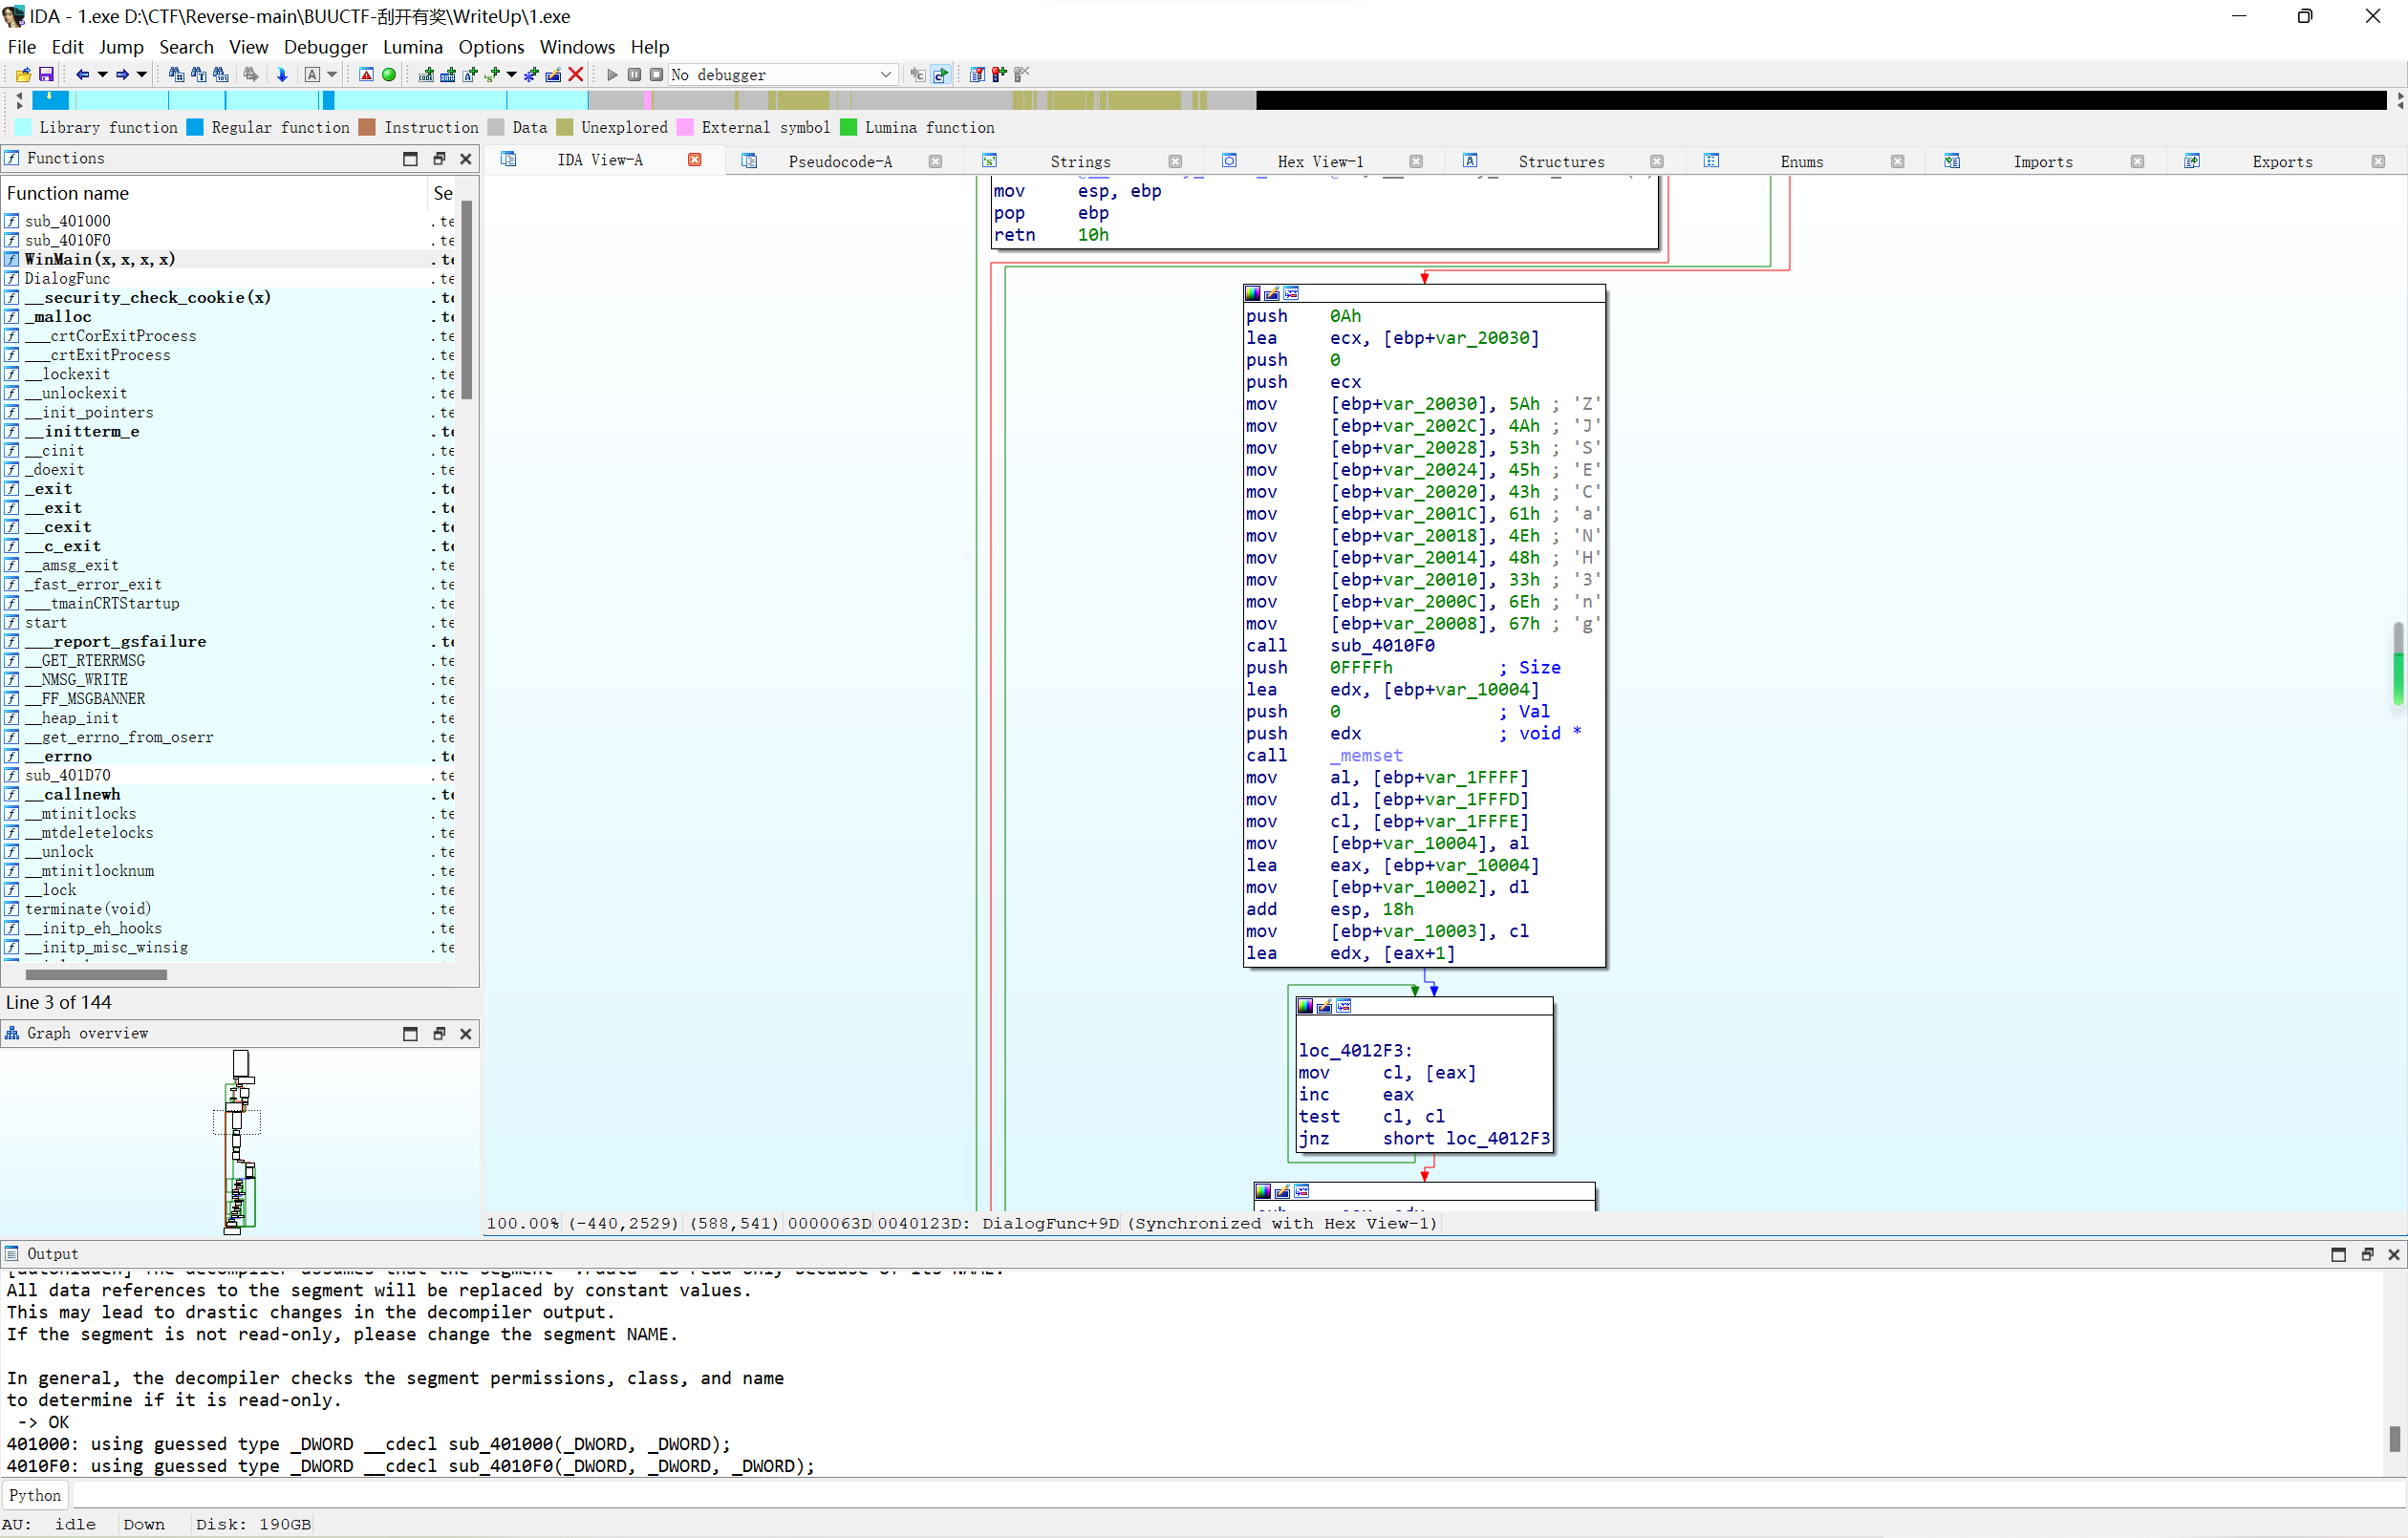 IDA - 1.exe D:\CTF\Reverse-main\BUUCTF-刮开有奖\WriteUp\1.exe
File Edit Jump Search View Debugger Lumina Options Windows Help
No debugger
Library function Regular function Instruction Data Unexplored External symbol Lumina function
Functions
Function name Se
sub_401000 .te
sub_4010F0 .te
WinMain(x,x,x,x) .te
DialogFunc .te
__security_check_cookie(x) .te
_malloc .te
___crtCorExitProcess .te
___crtExitProcess .te
__lockexit .te
__unlockexit .te
__init_pointers .te
__initterm_e .te
__cinit .te
_doexit .te
_exit .te
__exit .te
__cexit .te
__c_exit .te
__amsg_exit .te
_fast_error_exit .te
___tmainCRTStartup .te
start .te
___report_gsfailure .te
__GET_RTERRMSG .te
__NMSG_WRITE .te
__FF_MSGBANNER .te
__heap_init .te
__get_errno_from_oserr .te
__errno .te
sub_401D70 .te
__callnewh .te
__mtinitlocks .te
__mtdeletelocks .te
__unlock .te
__mtinitlocknum .te
__lock .te
terminate(void) .te
__initp_eh_hooks .te
__initp_misc_winsig .te
Line 3 of 144
Graph overview
IDA View-A Pseudocode-A Strings Hex View-1 Structures Enums Imports Exports
mov esp, ebp
pop ebp
retn 10h
push 0Ah
lea ecx, [ebp+var_20030]
push 0
push ecx
mov [ebp+var_20030], 5Ah ; 'Z'
mov [ebp+var_2002C], 4Ah ; 'J'
mov [ebp+var_20028], 53h ; 'S'
mov [ebp+var_20024], 45h ; 'E'
mov [ebp+var_20020], 43h ; 'C'
mov [ebp+var_2001C], 61h ; 'a'
mov [ebp+var_20018], 4Eh ; 'N'
mov [ebp+var_20014], 48h ; 'H'
mov [ebp+var_20010], 33h ; '3'
mov [ebp+var_2000C], 6Eh ; 'n'
mov [ebp+var_20008], 67h ; 'g'
call sub_4010F0
push 0FFFFh ; Size
lea edx, [ebp+var_10004]
push 0 ; Val
push edx ; void *
call _memset
mov al, [ebp+var_1FFFF]
mov dl, [ebp+var_1FFFD]
mov cl, [ebp+var_1FFFE]
mov [ebp+var_10004], al
lea eax, [ebp+var_10004]
mov [ebp+var_10002], dl
add esp, 18h
mov [ebp+var_10003], cl
lea edx, [eax+1]
loc_4012F3:
mov cl, [eax]
inc eax
test cl, cl
jnz short loc_4012F3
100.00% (-440,2529) (588,541) 0000063D 0040123D: DialogFunc+9D (Synchronized with Hex View-1)
Output
All data references to the segment will be replaced by constant values.
This may lead to drastic changes in the decompiler output.
If the segment is not read-only, please change the segment NAME.
In general, the decompiler checks the segment permissions, class, and name
to determine if it is read-only.
-> OK
401000: using guessed type _DWORD __cdecl sub_401000(_DWORD, _DWORD);
4010F0: using guessed type _DWORD __cdecl sub_4010F0(_DWORD, _DWORD, _DWORD);
Python
AU: idle Down Disk: 190GB